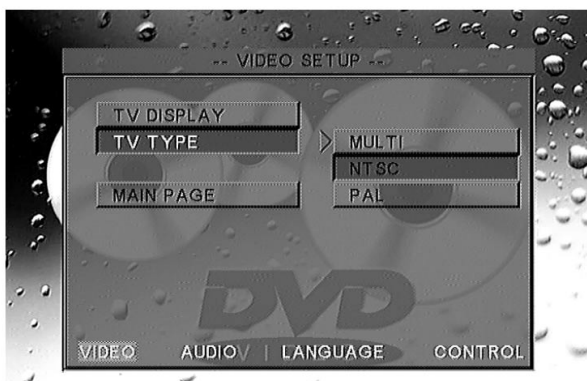 -- VIDEO SETUP --
TV DISPLAY
TV TYPE
MULTI
NTSC
MAIN PAGE
PAL
DVD
VIDEO AUDIO LANGUAGE CONTROL